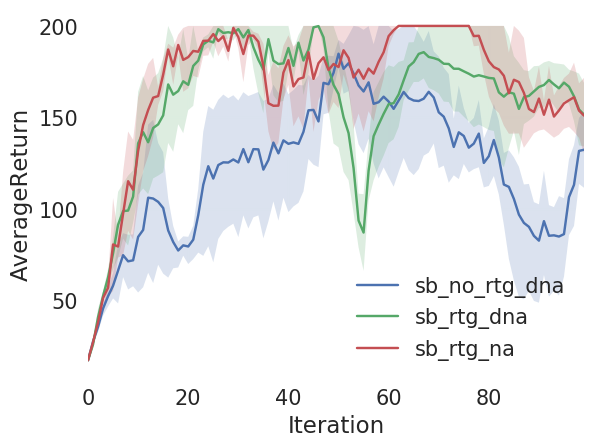 200
150
100
50
AverageReturn
sb_no_rtg_dna
sb_rtg_dna
sb_rtg_na
0 20 40 60 80
Iteration